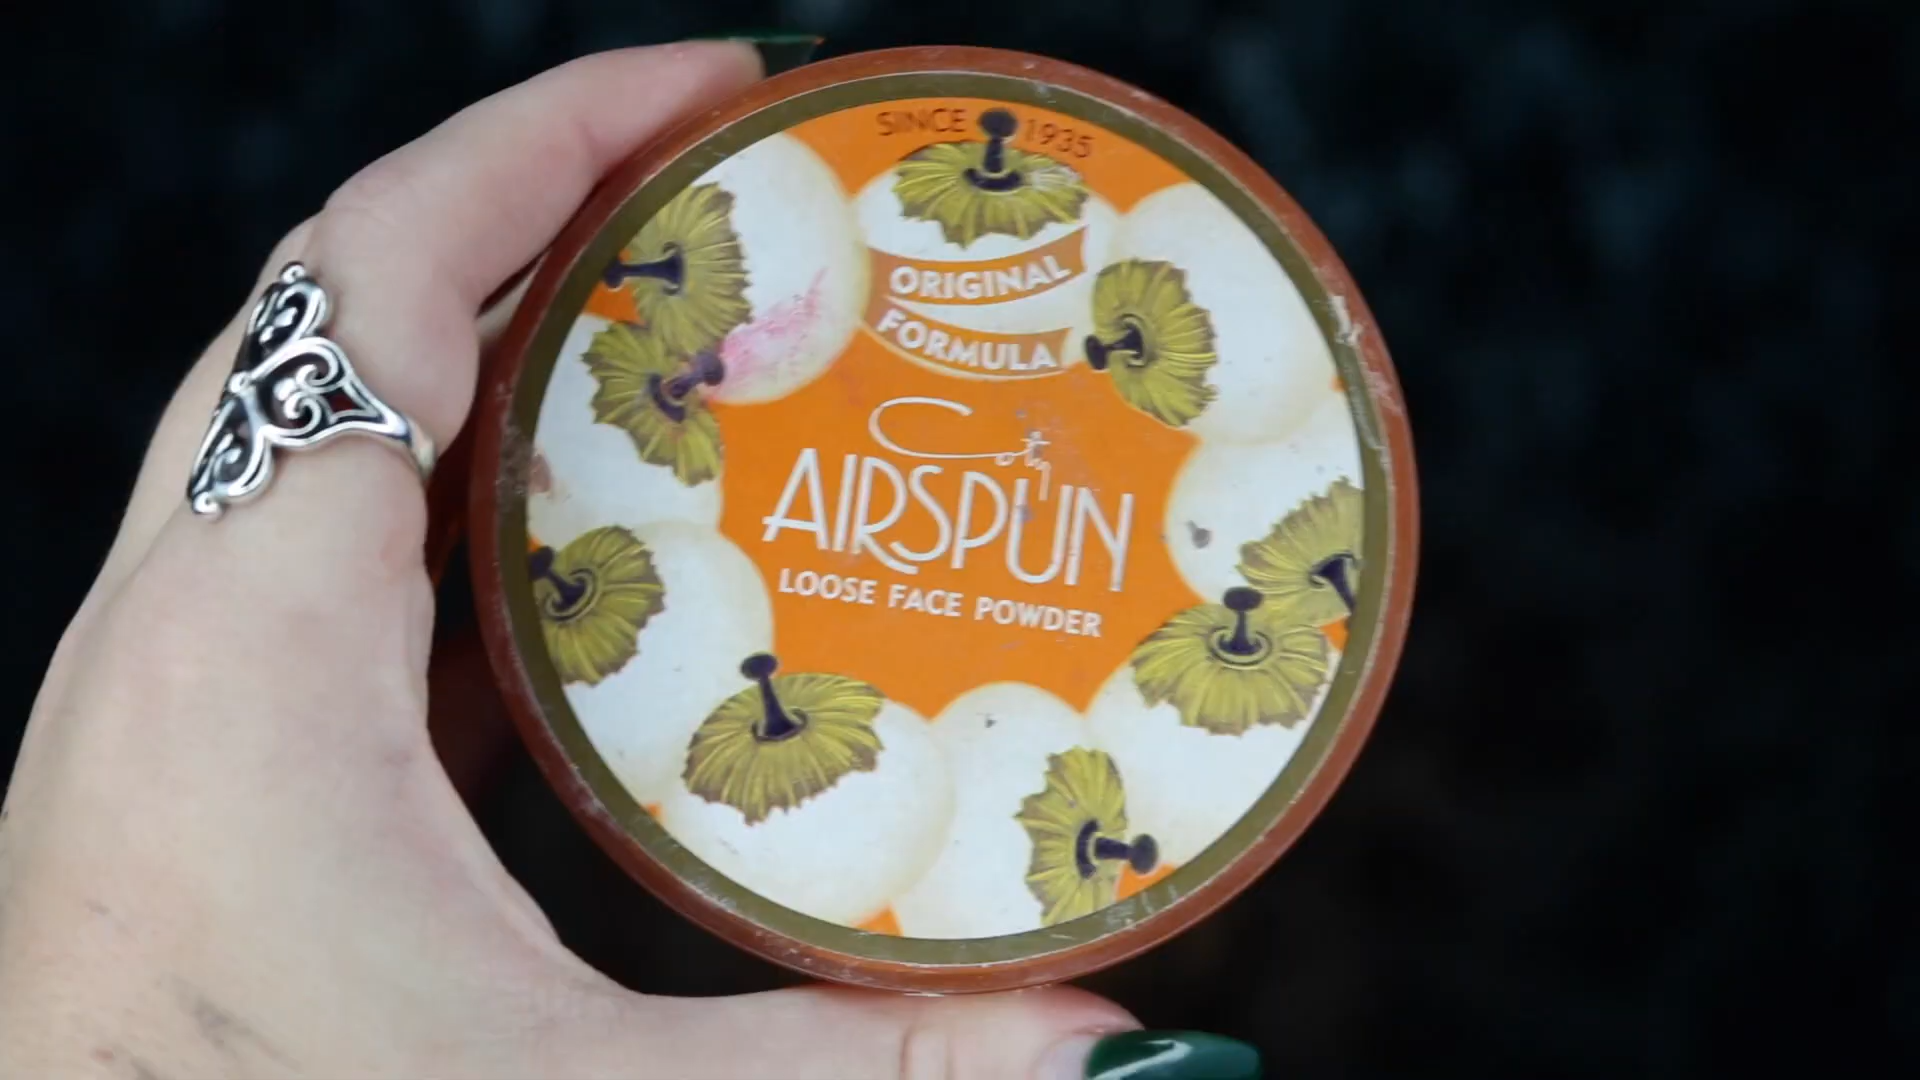 SINCE 1935
ORIGINAL
FORMULA
Coty
AIRSPUN
LOOSE FACE POWDER